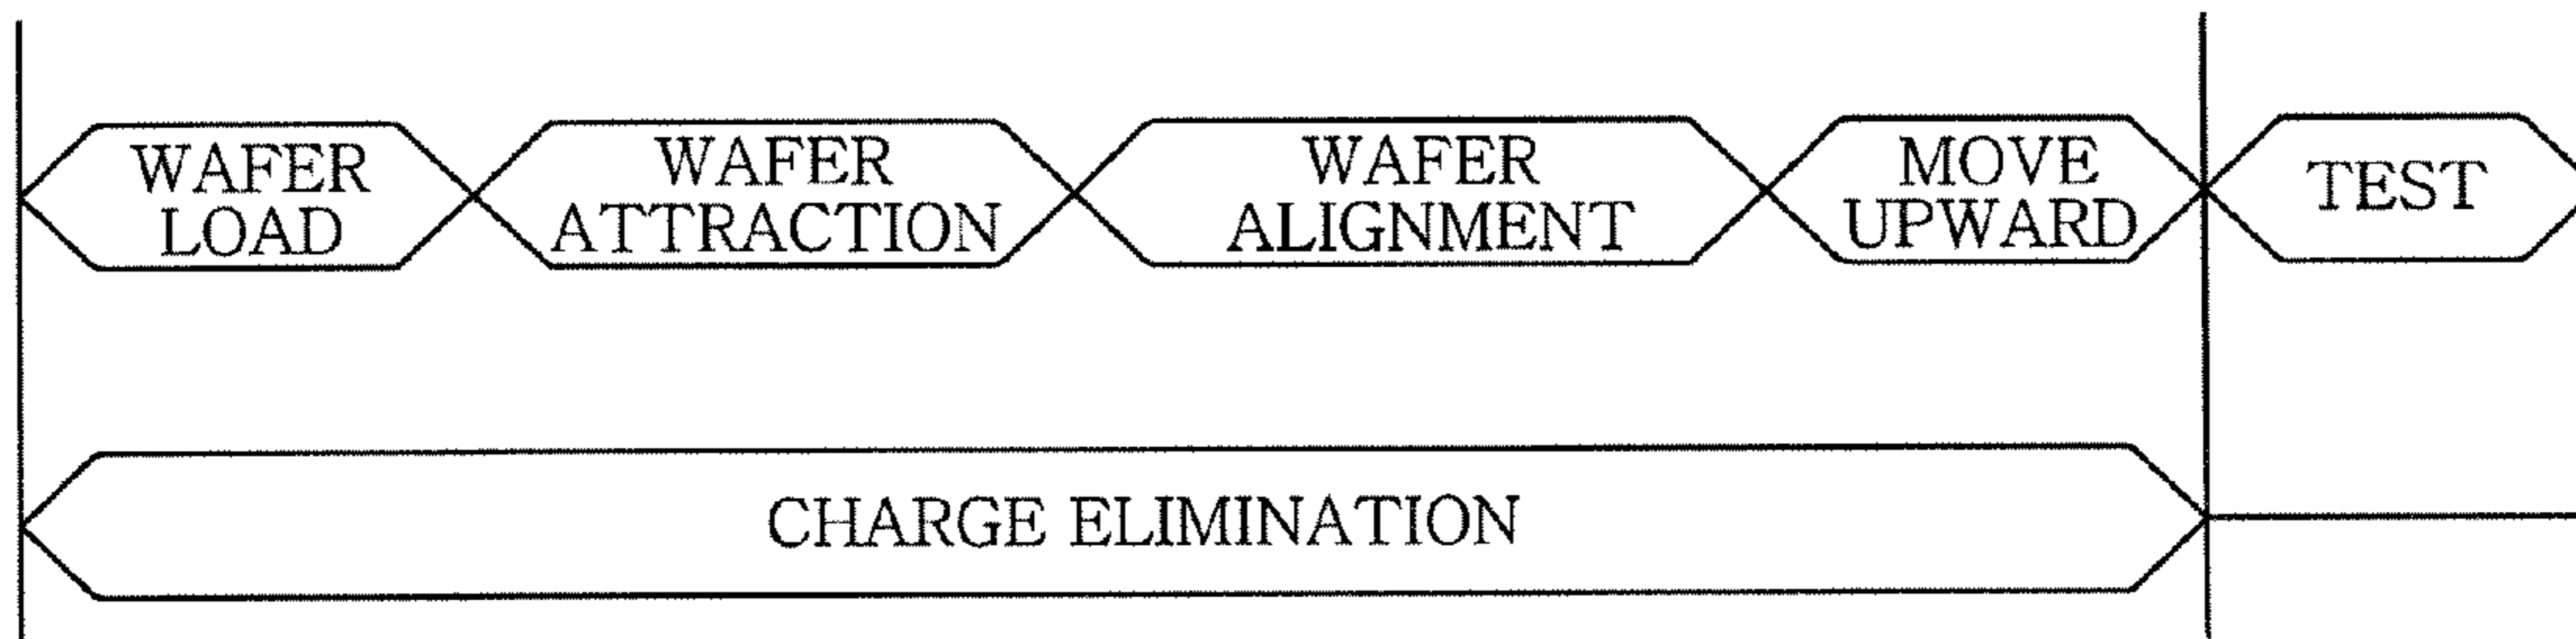 WAFER
LOAD
WAFER
ATTRACTION
WAFER
ALIGNMENT
MOVE
UPWARD
TEST
CHARGE ELIMINATION